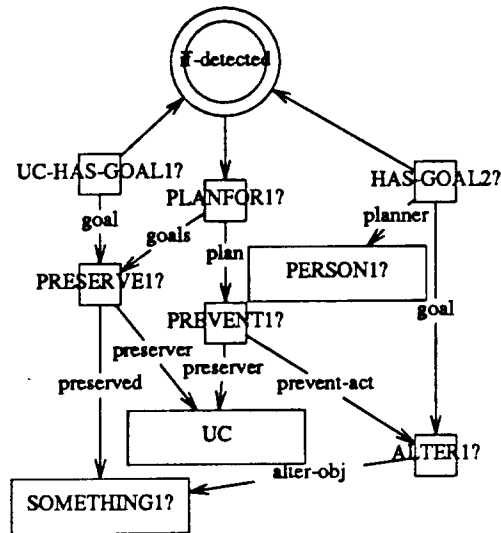 if-detected
UC-HAS-GOAL1?
PLANFOR1?
HAS-GOAL2?
goal
goals
planner
plan
PRESERVE1?
PERSON1?
PREVENT1?
goal
preserver
preserver
preserved
prevent-act
UC
ALTER1?
alter-obj
SOMETHING1?